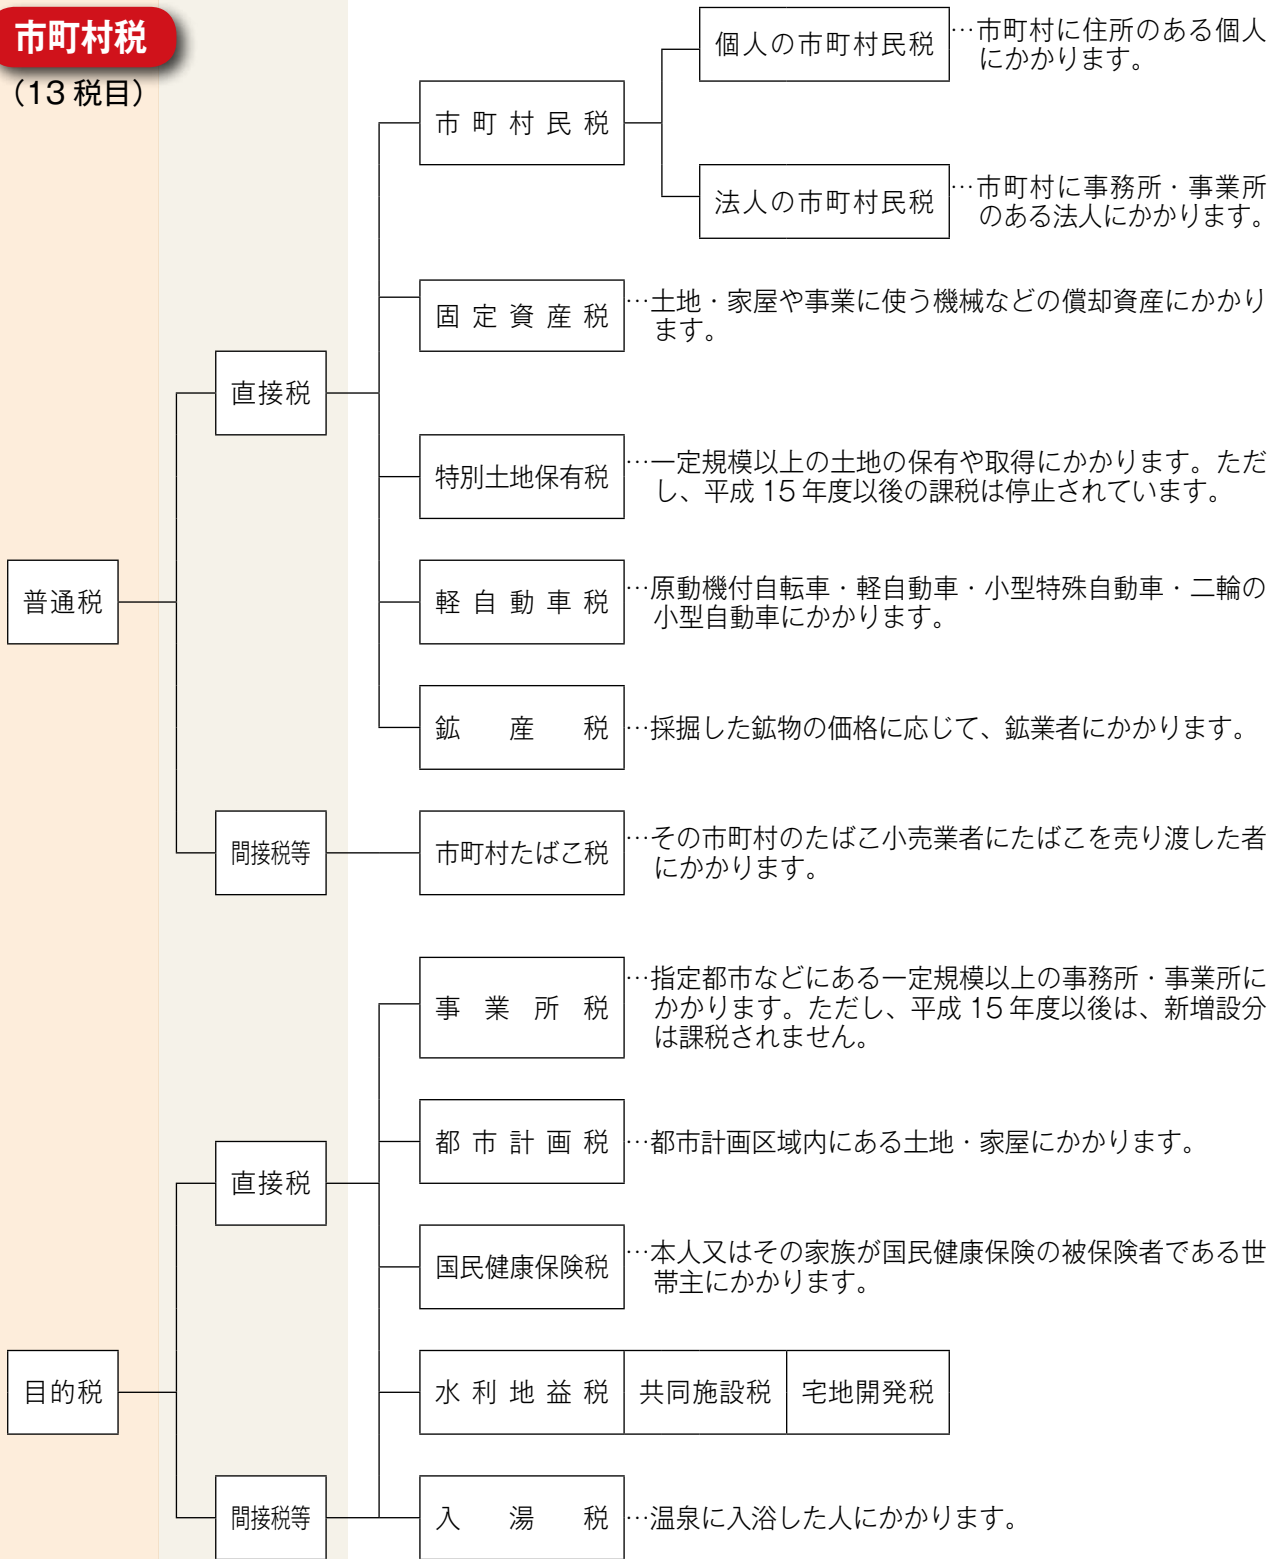 市町村税
（13 税目）
個人の市町村民税
…市町村に住所のある個人
にかかります。
市町村民税
法人の市町村民税
…市町村に事務所・事業所
のある法人にかかります。
固定資産税
…土地・家屋や事業に使う機械などの償却資産にかかり
ます。
直接税
特別土地保有税
…一定規模以上の土地の保有や取得にかかります。ただ
し、平成 15 年度以後の課税は停止されています。
普通税
軽自動車税
…原動機付自転車・軽自動車・小型特殊自動車・二輪の
小型自動車にかかります。
鉱産税
…採掘した鉱物の価格に応じて、鉱業者にかかります。
間接税等
市町村たばこ税
…その市町村のたばこ小売業者にたばこを売り渡した者
にかかります。
事業所税
…指定都市などにある一定規模以上の事務所・事業所に
かかります。ただし、平成 15 年度以後は、新増設分
は課税されません。
都市計画税
…都市計画区域内にある土地・家屋にかかります。
直接税
国民健康保険税
…本人又はその家族が国民健康保険の被保険者である世
帯主にかかります。
目的税
水利地益税 共同施設税 宅地開発税
間接税等
入湯税
…温泉に入浴した人にかかります。